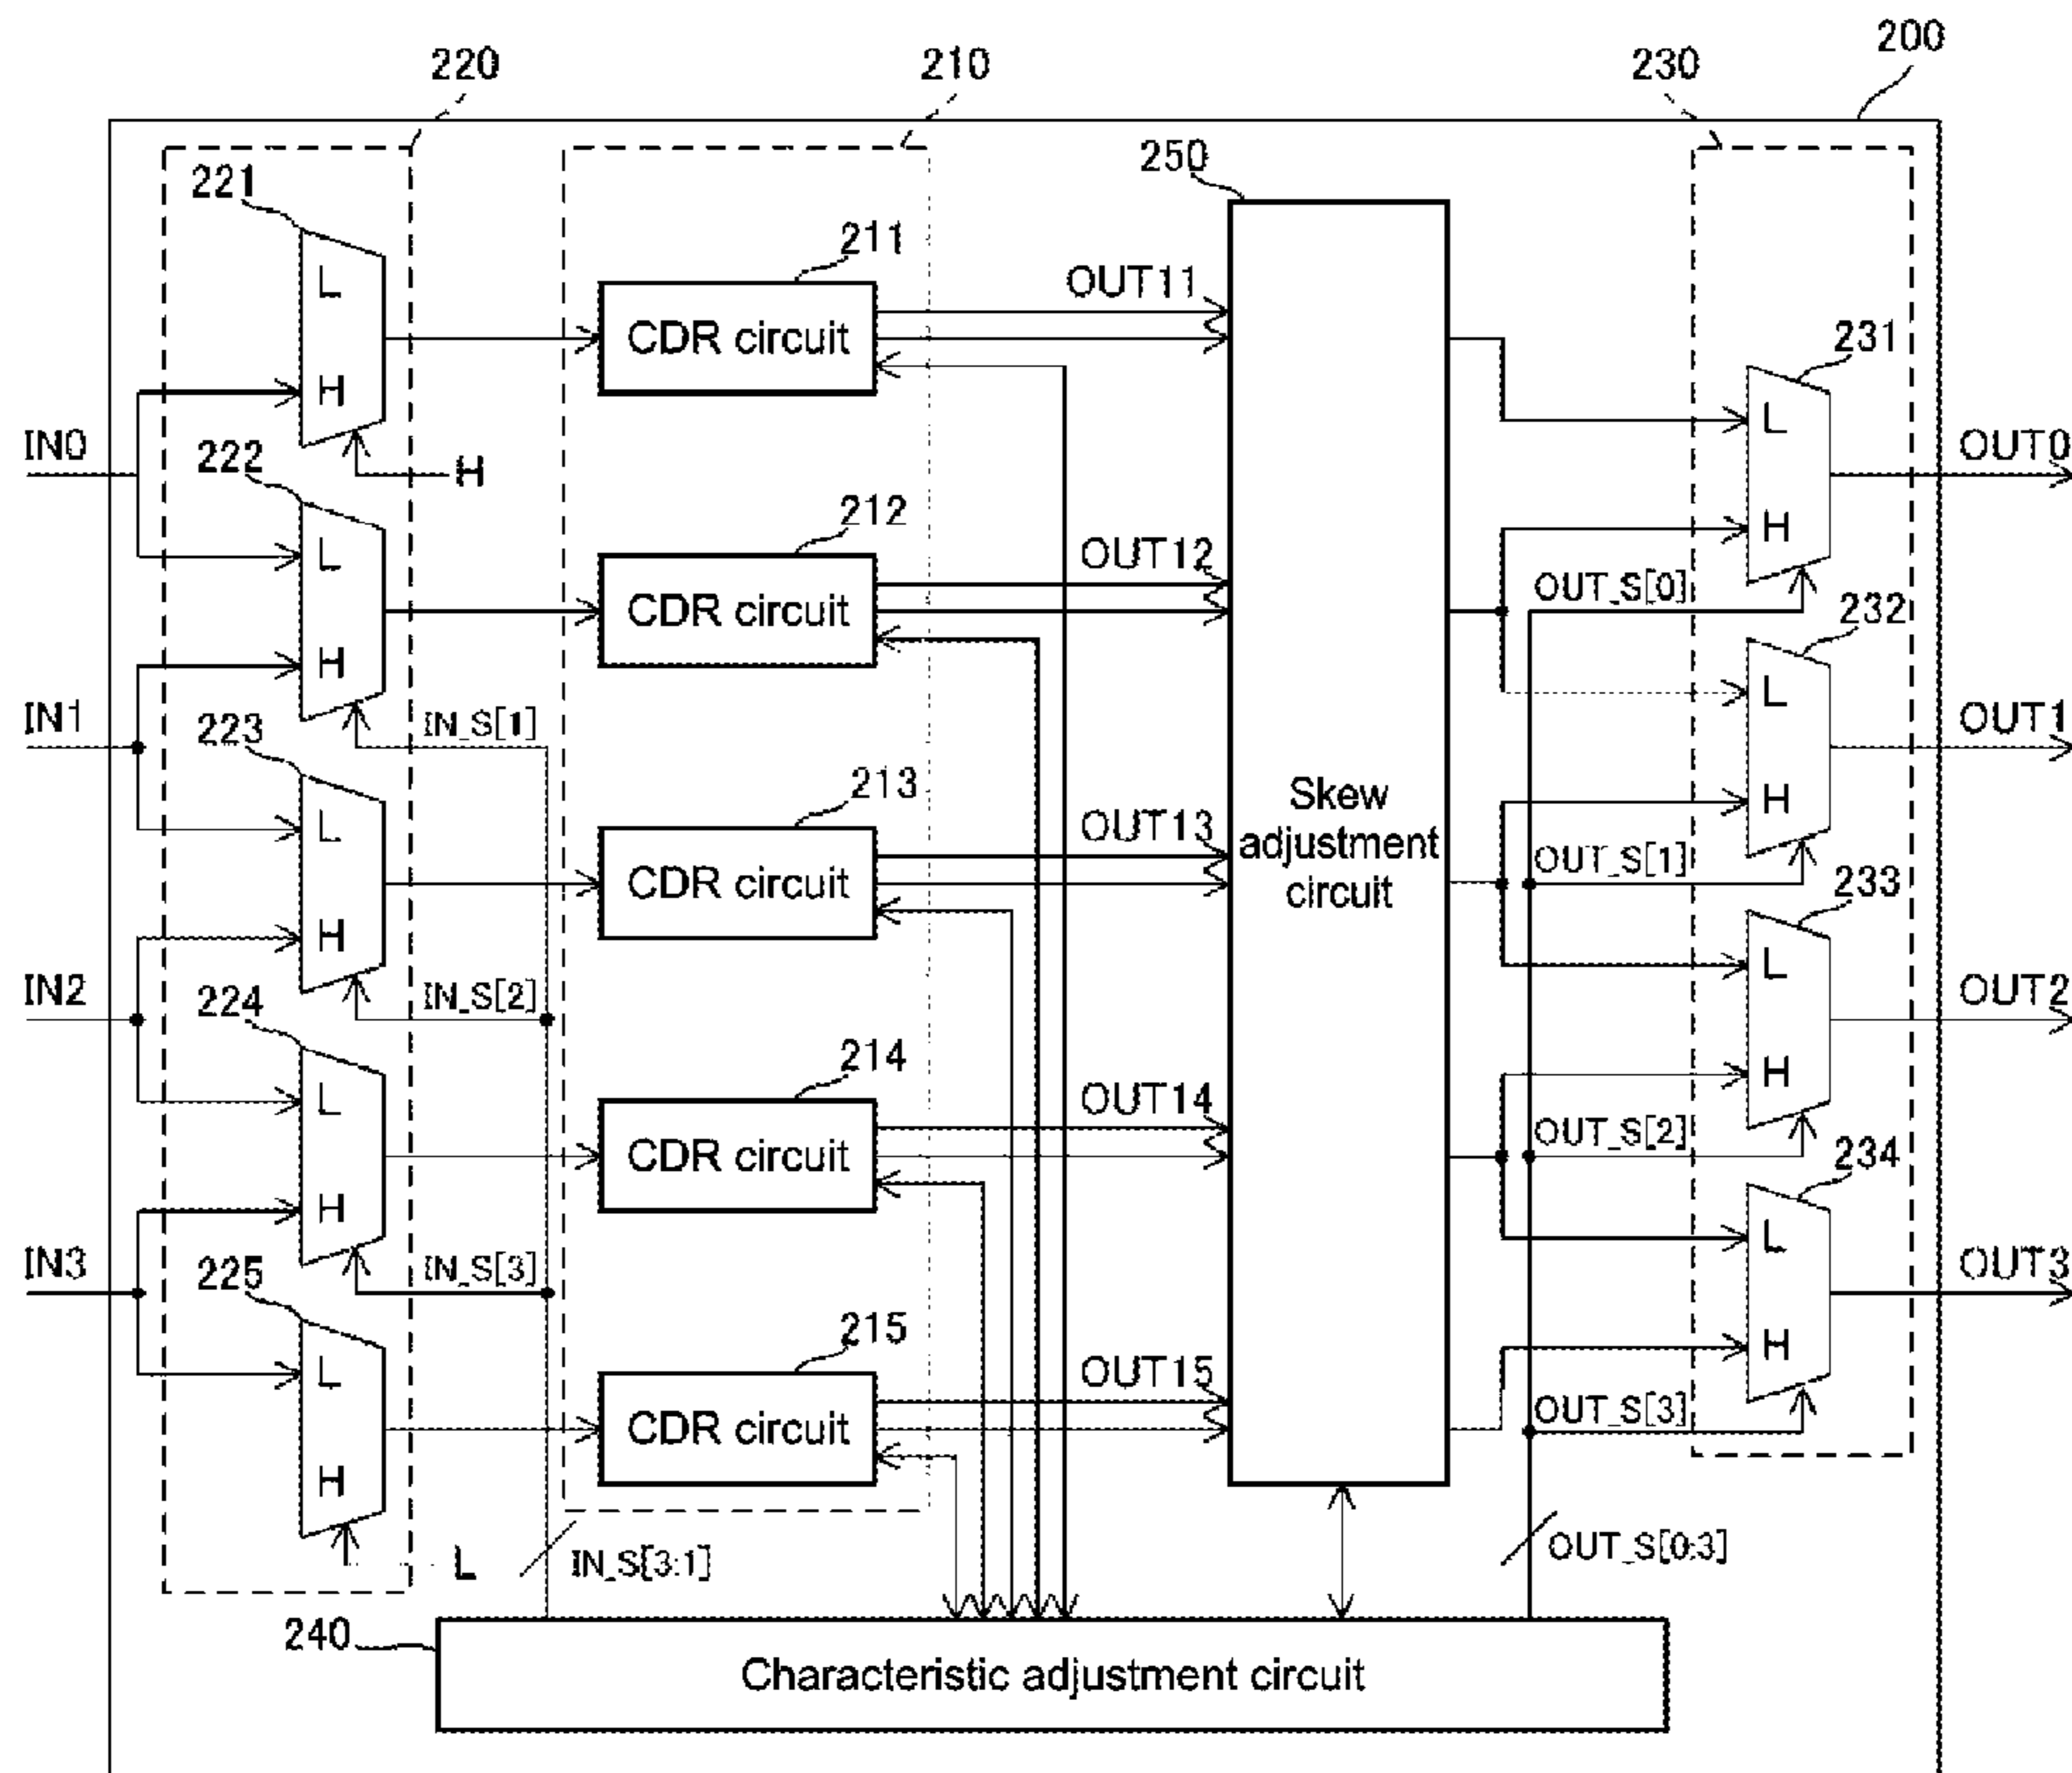 200
220
210
230
221
250
211
L
OUT11
CDR circuit
231
H
L
IN0
222
H
OUT0
212
H
L
OUT12
OUT_S[0]
CDR circuit
232
H
L
IN1
223
IN_S[1]
OUT1
213
H
Skew
adjustment
circuit
L
OUT13
OUT_S[1]
CDR circuit
233
H
L
IN2
224
IN_S[2]
OUT2
214
H
L
OUT14
OUT_S[2]
CDR circuit
234
H
L
IN3
225
IN_S[3]
OUT3
215
H
L
OUT15
OUT_S[3]
CDR circuit
H
L
IN_S[3:1]
OUT_S[0:3]
240
Characteristic adjustment circuit